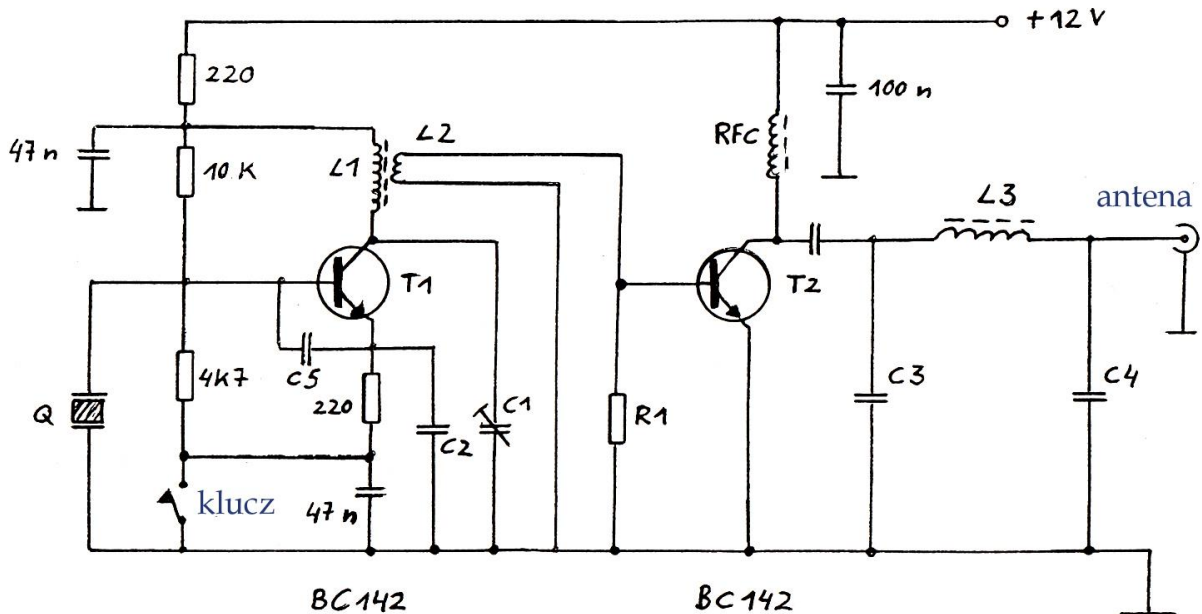 +12 V
220
100 n
47 n
10 K
L1
L2
RFC
L3
antena
T1
T2
4K7
C5
220
C2
C1
R1
C3
C4
Q
klucz
47 n
BC142
BC142